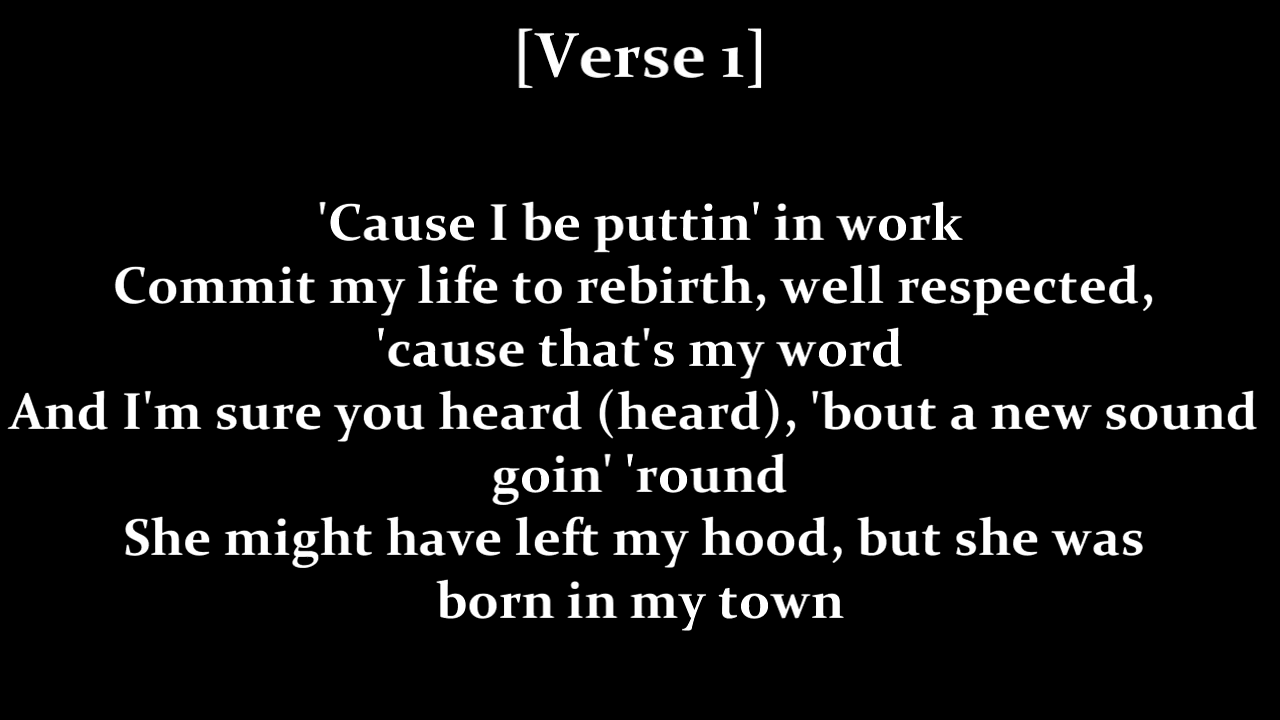 [Verse 1]
'Cause I be puttin' in work
Commit my life to rebirth, well respected,
'cause that's my word
And I'm sure you heard (heard), 'bout a new sound
goin' 'round
She might have left my hood, but she was
born in my town